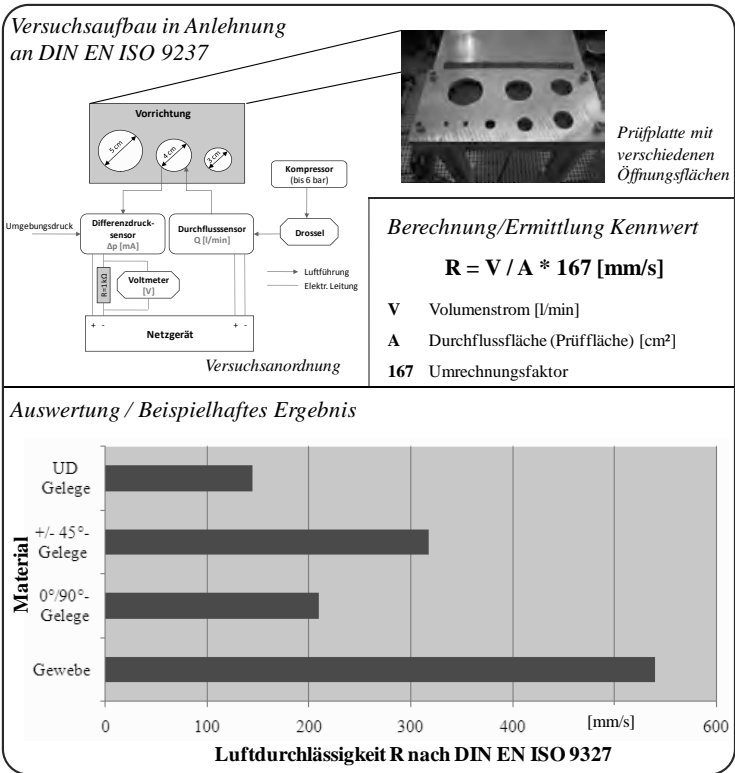 Versuchsaufbau in Anlehnung
an DIN EN ISO 9237
Vorrichtung
5 cm
4 cm
3 cm
Kompressor
(bis 6 bar)
Umgebungsdruck
Differenzdruck-
sensor
Δp [mA]
Durchflusssensor
Q [l/min]
Drossel
R=1kΩ
Voltmeter
[V]
Luftführung
Elektr. Leitung
+ - + -
Netzgerät
Versuchsanordnung
Prüfplatte mit
verschiedenen
Öffnungsflächen
Berechnung/Ermittlung Kennwert
R = V / A * 167 [mm/s]
V Volumenstrom [l/min]
A Durchflussfläche (Prüffläche) [cm²]
167 Umrechnungsfaktor
Auswertung / Beispielhaftes Ergebnis
Material
UD
Gelege
+/- 45°-
Gelege
0°/90°-
Gelege
Gewebe
0 100 200 300 400 [mm/s] 600
Luftdurchlässigkeit R nach DIN EN ISO 9327